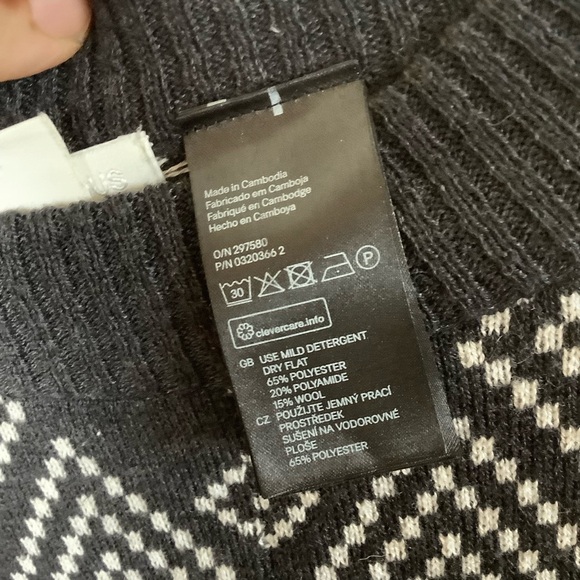 Made in Cambodia
Fabricado em Camboja
Fabriqué en Cambodge
Hecho en Camboya
O/N 297580
P/N 0320366 2
30
P
clevercare.info
GB USE MILD DETERGENT
DRY FLAT
65% POLYESTER
20% POLYAMIDE
15% WOOL
CZ POUŽIJTE JEMNÝ PRACÍ
PROSTŘEDEK
SUŠENÍ NA VODOROVNÉ
PLOŠE
65% POLYESTER